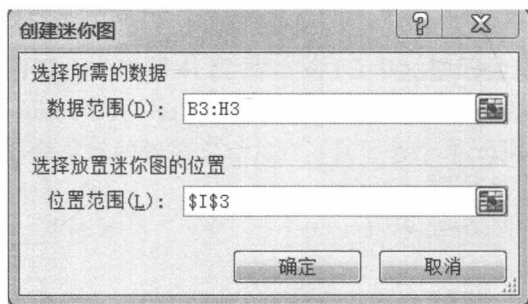 创建迷你图
选择所需的数据
数据范围(D): B3:H3
选择放置迷你图的位置
位置范围(L): $I$3
确定 取消